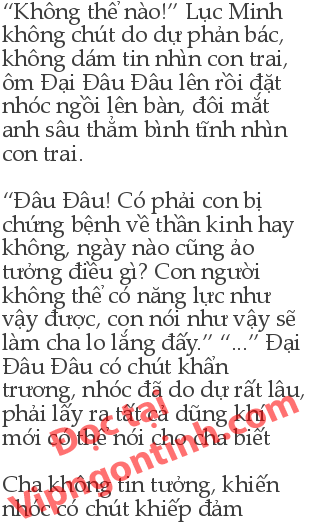 “Không thể nào!” Lục Minh
không chút do dự phản bác,
không dám tin nhìn con trai,
ôm Đại Đâu Đâu lên rồi đặt
nhóc ngồi lên bàn, đôi mắt
anh sâu thẳm bình tĩnh nhìn
con trai.

“Đâu Đâu! Có phải con bị
chứng bệnh về thần kinh hay
không, ngày nào cũng ảo
tưởng điều gì? Con người
không thể có năng lực như
vậy được, con nói như vậy sẽ
làm cha lo lắng đấy.” “...” Đại
Đâu Đâu có chút khẩn
trương, nhóc đã do dự rất lâu,
phải lấy ra tất cả dũng khí
mới có thể nói cho cha biết

Cha không tin tưởng, khiến
nhóc có chút khiếp đảm
Đọc tại
Vipngontinh.com